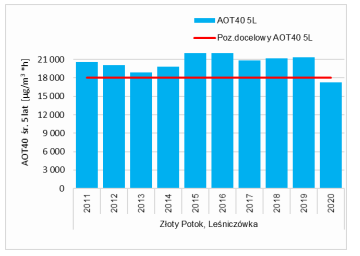 AOT40 5L
Poz.docelowy AOT40 5L
AOT40 śr. 5 lat [µg/m³ *h]
21 000
18 000
15 000
12 000
9 000
6 000
3 000
0
2011 2012 2013 2014 2015 2016 2017 2018 2019 2020
Złoty Potok, Leśniczówka